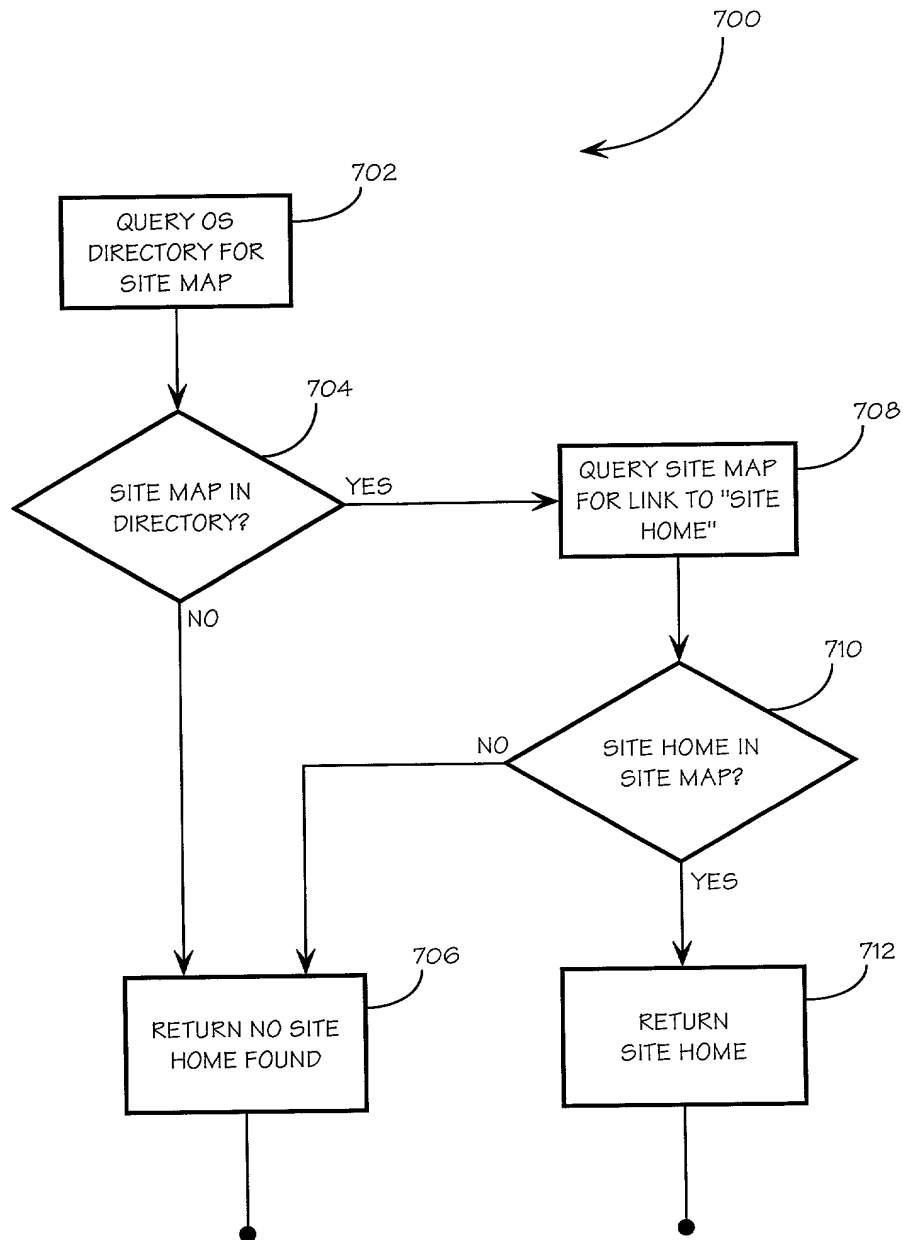 700
702
QUERY OS
DIRECTORY FOR
SITE MAP
704
SITE MAP IN
DIRECTORY?
YES
NO
708
QUERY SITE MAP
FOR LINK TO "SITE
HOME"
710
SITE HOME IN
SITE MAP?
NO
YES
706
RETURN NO SITE
HOME FOUND
712
RETURN
SITE HOME